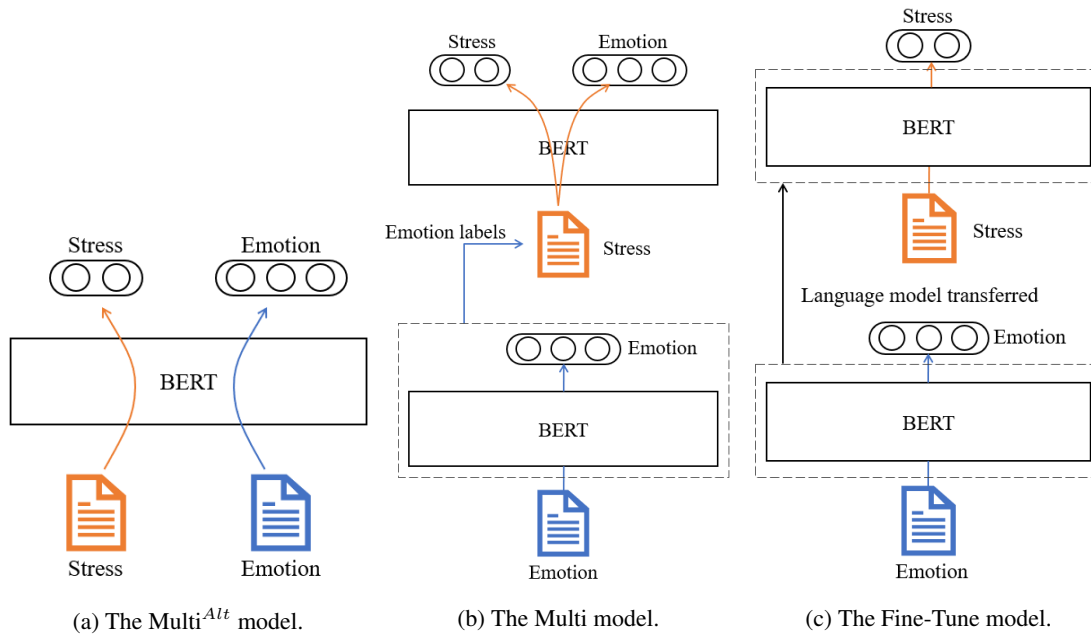 Stress
Emotion
BERT
Stress
Emotion
(a) The Multi^{Alt} model.
Stress
Emotion
BERT
Emotion labels
Stress
Emotion
BERT
Emotion
(b) The Multi model.
Stress
BERT
Stress
Language model transferred
Emotion
BERT
Emotion
(c) The Fine-Tune model.